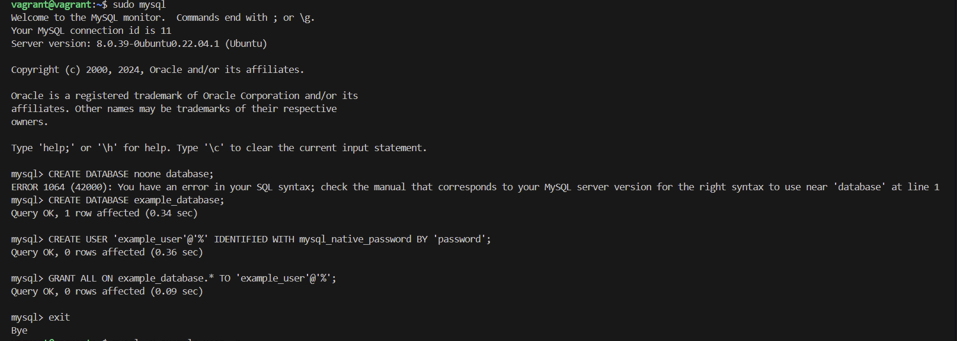 vagrant@vagrant:~$ sudo mysql
Welcome to the MySQL monitor.  Commands end with ; or \g.
Your MySQL connection id is 11
Server version: 8.0.39-0ubuntu0.22.04.1 (Ubuntu)
Copyright (c) 2000, 2024, Oracle and/or its affiliates.
Oracle is a registered trademark of Oracle Corporation and/or its
affiliates. Other names may be trademarks of their respective
owners.
Type 'help;' or '\h' for help. Type '\c' to clear the current input statement.
mysql> CREATE DATABASE noone database;
ERROR 1064 (42000): You have an error in your SQL syntax; check the manual that corresponds to your MySQL server version for the right syntax to use near 'database' at line 1
mysql> CREATE DATABASE example_database;
Query OK, 1 row affected (0.34 sec)
mysql> CREATE USER 'example_user'@'%' IDENTIFIED WITH mysql_native_password BY 'password';
Query OK, 0 rows affected (0.36 sec)
mysql> GRANT ALL ON example_database.* TO 'example_user'@'%';
Query OK, 0 rows affected (0.09 sec)
mysql> exit
Bye